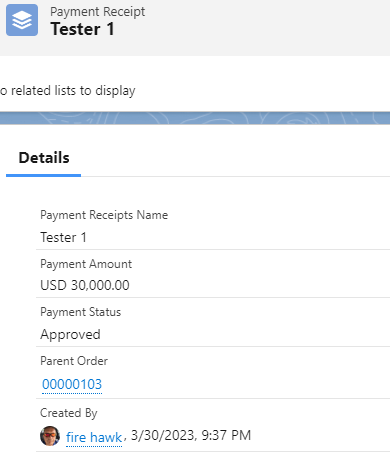 Payment Receipt
Tester 1
o related lists to display
Details
Payment Receipts Name
Tester 1
Payment Amount
USD 30,000.00
Payment Status
Approved
Parent Order
00000103
Created By
fire hawk, 3/30/2023, 9:37 PM